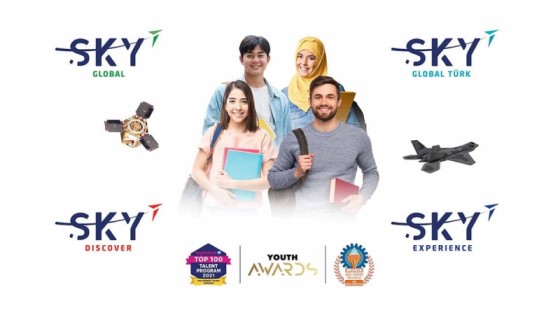 SKY
GLOBAL
SKY
GLOBAL TÜRK
SKY
DISCOVER
SKY
EXPERIENCE
TOP 100
TALENT
PROGRAM
2021
YOUTH
AWARDS